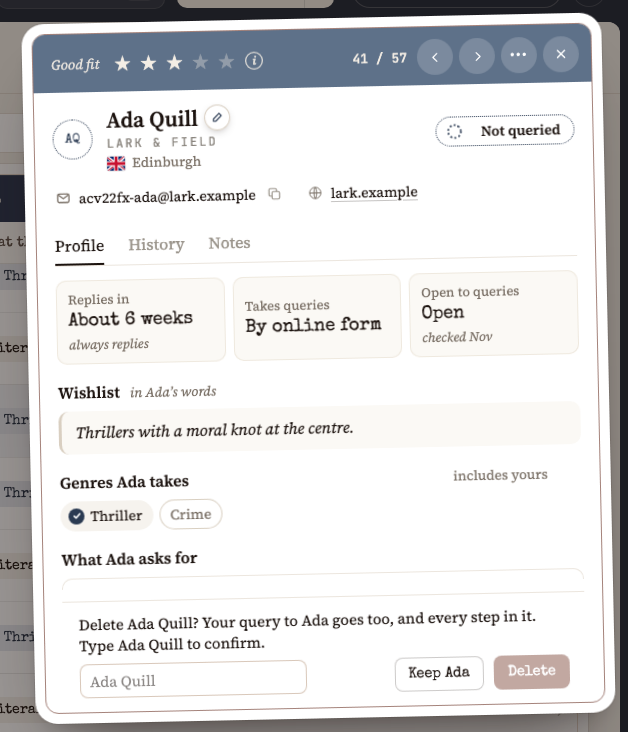 Good fit
41 / 57
AQ
Ada Quill
LARK & FIELD
Edinburgh
Not queried
acv22fx-ada@lark.example
lark.example
Profile History Notes
Replies in
About 6 weeks
always replies
Takes queries
By online form
Open to queries
Open
checked Nov
Wishlist in Ada's words
Thrillers with a moral knot at the centre.
Genres Ada takes
includes yours
Thriller
Crime
What Ada asks for
Delete Ada Quill? Your query to Ada goes too, and every step in it.
Type Ada Quill to confirm.
Ada Quill
Keep Ada
Delete